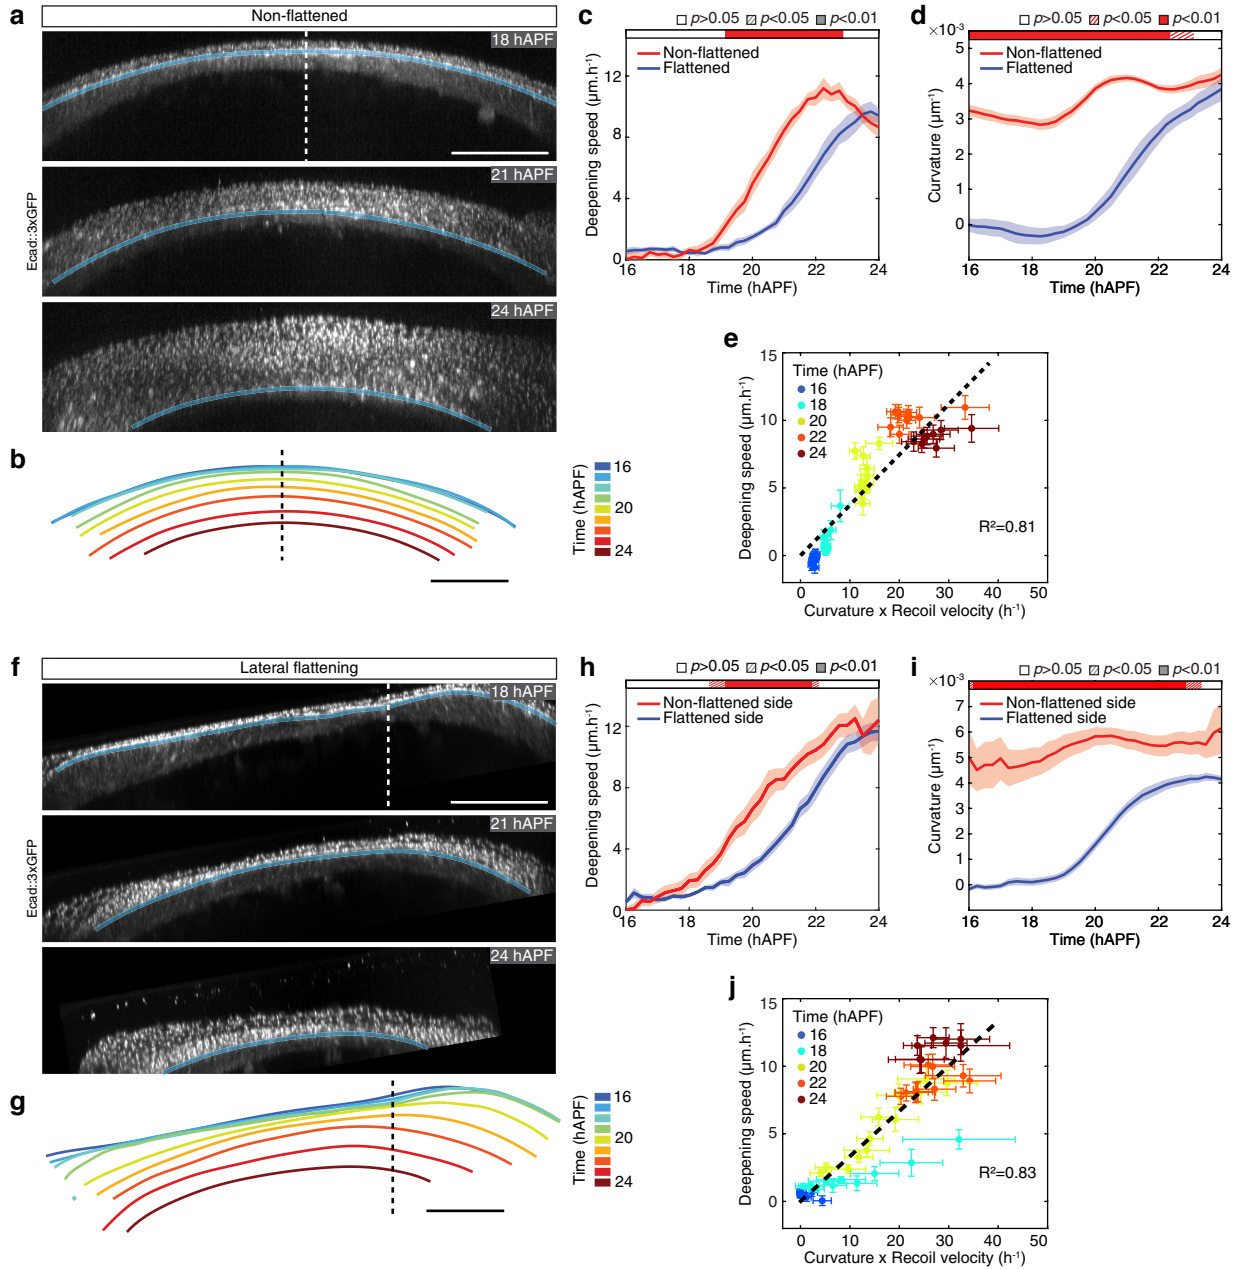 a
Non-flattened
18 hAPF
21 hAPF
24 hAPF
Ecad::3xGFP
b
Time (hAPF)
16
20
24
c
p>0.05 p<0.05 p<0.01
Non-flattened
Flattened
Deepening speed (µm.h⁻¹)
12
8
4
0
16 18 20 22 24
Time (hAPF)
d
p>0.05 p<0.05 p<0.01
×10⁻³
Non-flattened
Flattened
Curvature (µm⁻¹)
5
4
3
2
1
0
16 18 20 22 24
Time (hAPF)
e
Time (hAPF)
16
18
20
22
24
Deepening speed (µm.h⁻¹)
15
10
5
0
R²=0.81
0 10 20 30 40 50
Curvature x Recoil velocity (h⁻¹)
f
Lateral flattening
18 hAPF
21 hAPF
24 hAPF
Ecad::3xGFP
g
Time (hAPF)
16
20
24
h
p>0.05 p<0.05 p<0.01
Non-flattened side
Flattened side
Deepening speed (µm.h⁻¹)
12
8
4
0
16 18 20 22 24
Time (hAPF)
i
p>0.05 p<0.05 p<0.01
×10⁻³
Non-flattened side
Flattened side
Curvature (µm⁻¹)
7
6
5
4
3
2
1
0
16 18 20 22 24
Time (hAPF)
j
Time (hAPF)
16
18
20
22
24
Deepening speed (µm.h⁻¹)
15
10
5
0
R²=0.83
0 10 20 30 40 50
Curvature x Recoil velocity (h⁻¹)